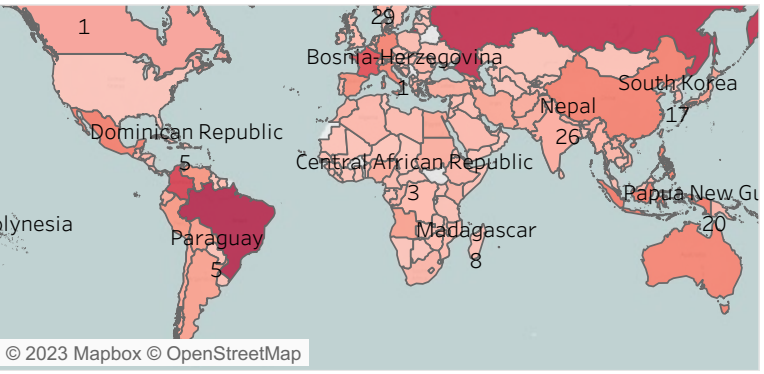 29
1
Bosnia-Herzegovina
1
South Korea
17
Nepal
26
Dominican Republic
5
Central African Republic
3
Papua New Gu
20
olynesia
Paraguay
5
Madagascar
8
© 2023 Mapbox © OpenStreetMap